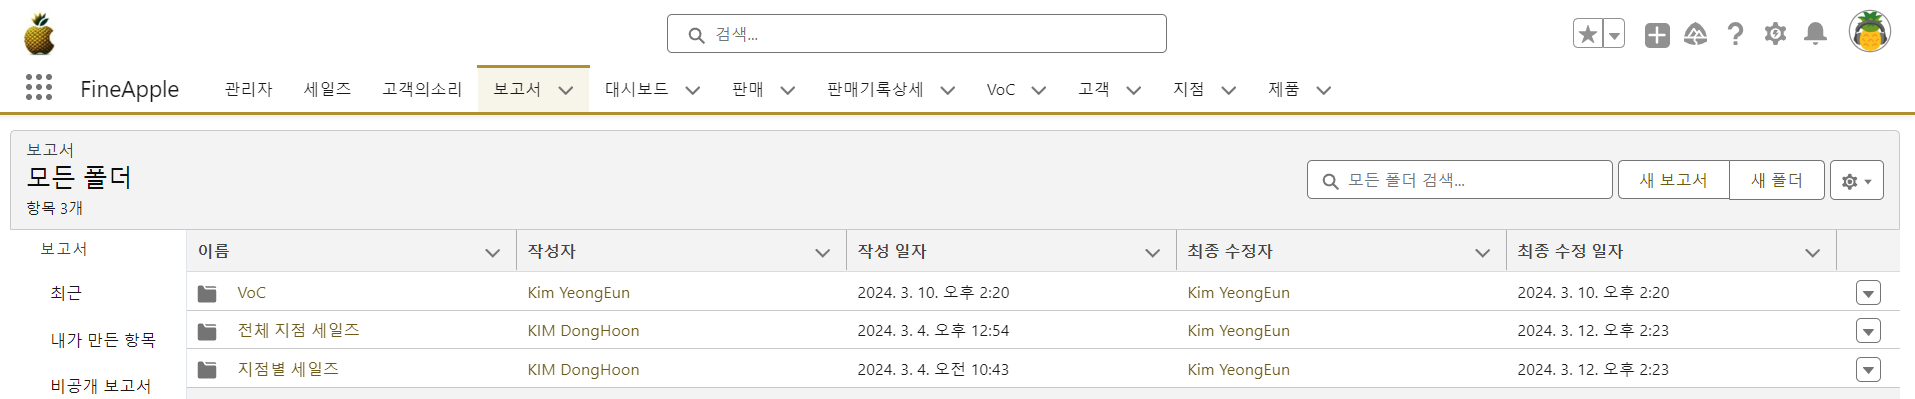 검색...
FineApple 관리자 세일즈 고객의소리 보고서 대시보드 판매 판매기록상세 VoC 고객 지점 제품
보고서
모든 폴더
항목 3개
모든 폴더 검색... 새 보고서 새 폴더
보고서
최근
내가 만든 항목
비공개 보고서
이름 작성자 작성 일자 최종 수정자 최종 수정 일자
VoC Kim YeongEun 2024. 3. 10. 오후 2:20 Kim YeongEun 2024. 3. 10. 오후 2:20
전체 지점 세일즈 KIM DongHoon 2024. 3. 4. 오후 12:54 Kim YeongEun 2024. 3. 12. 오후 2:23
지점별 세일즈 KIM DongHoon 2024. 3. 4. 오전 10:43 Kim YeongEun 2024. 3. 12. 오후 2:23